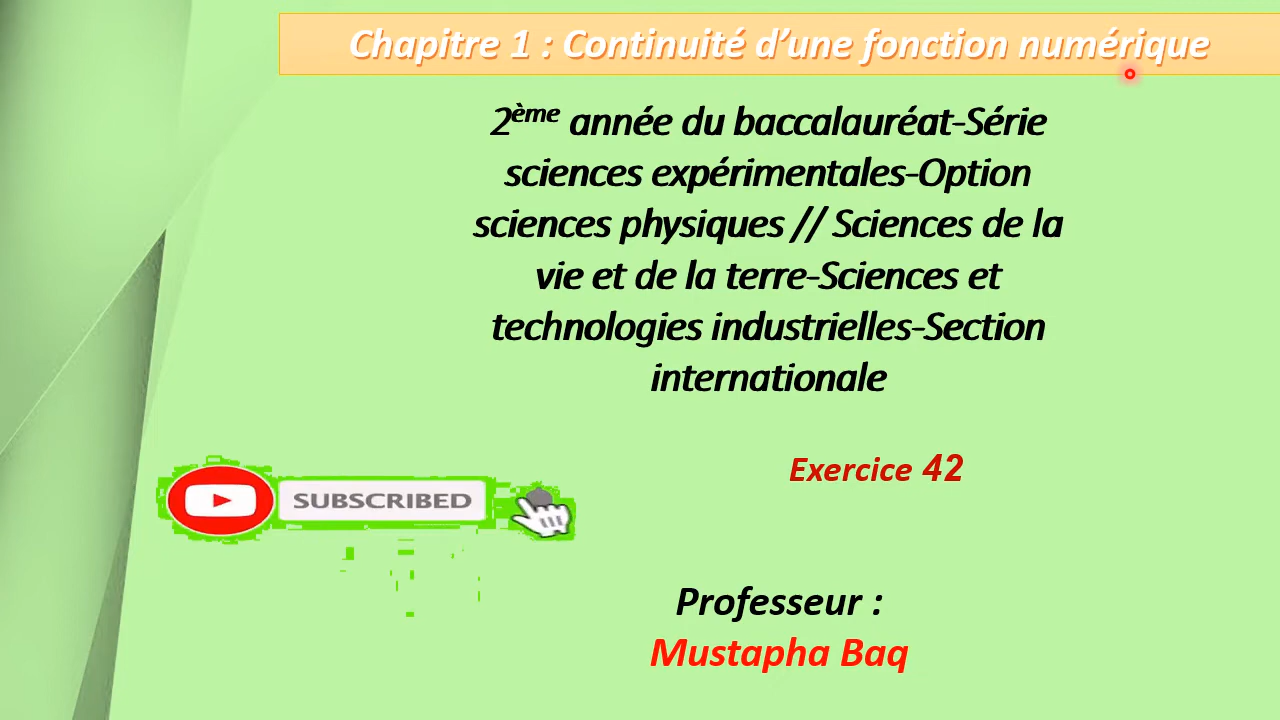 Chapitre 1 : Continuité d’une fonction numérique
2ème année du baccalauréat-Série
sciences expérimentales-Option
sciences physiques // Sciences de la
vie et de la terre-Sciences et
technologies industrielles-Section
internationale
Exercice 42
SUBSCRIBED
Professeur :
Mustapha Baq